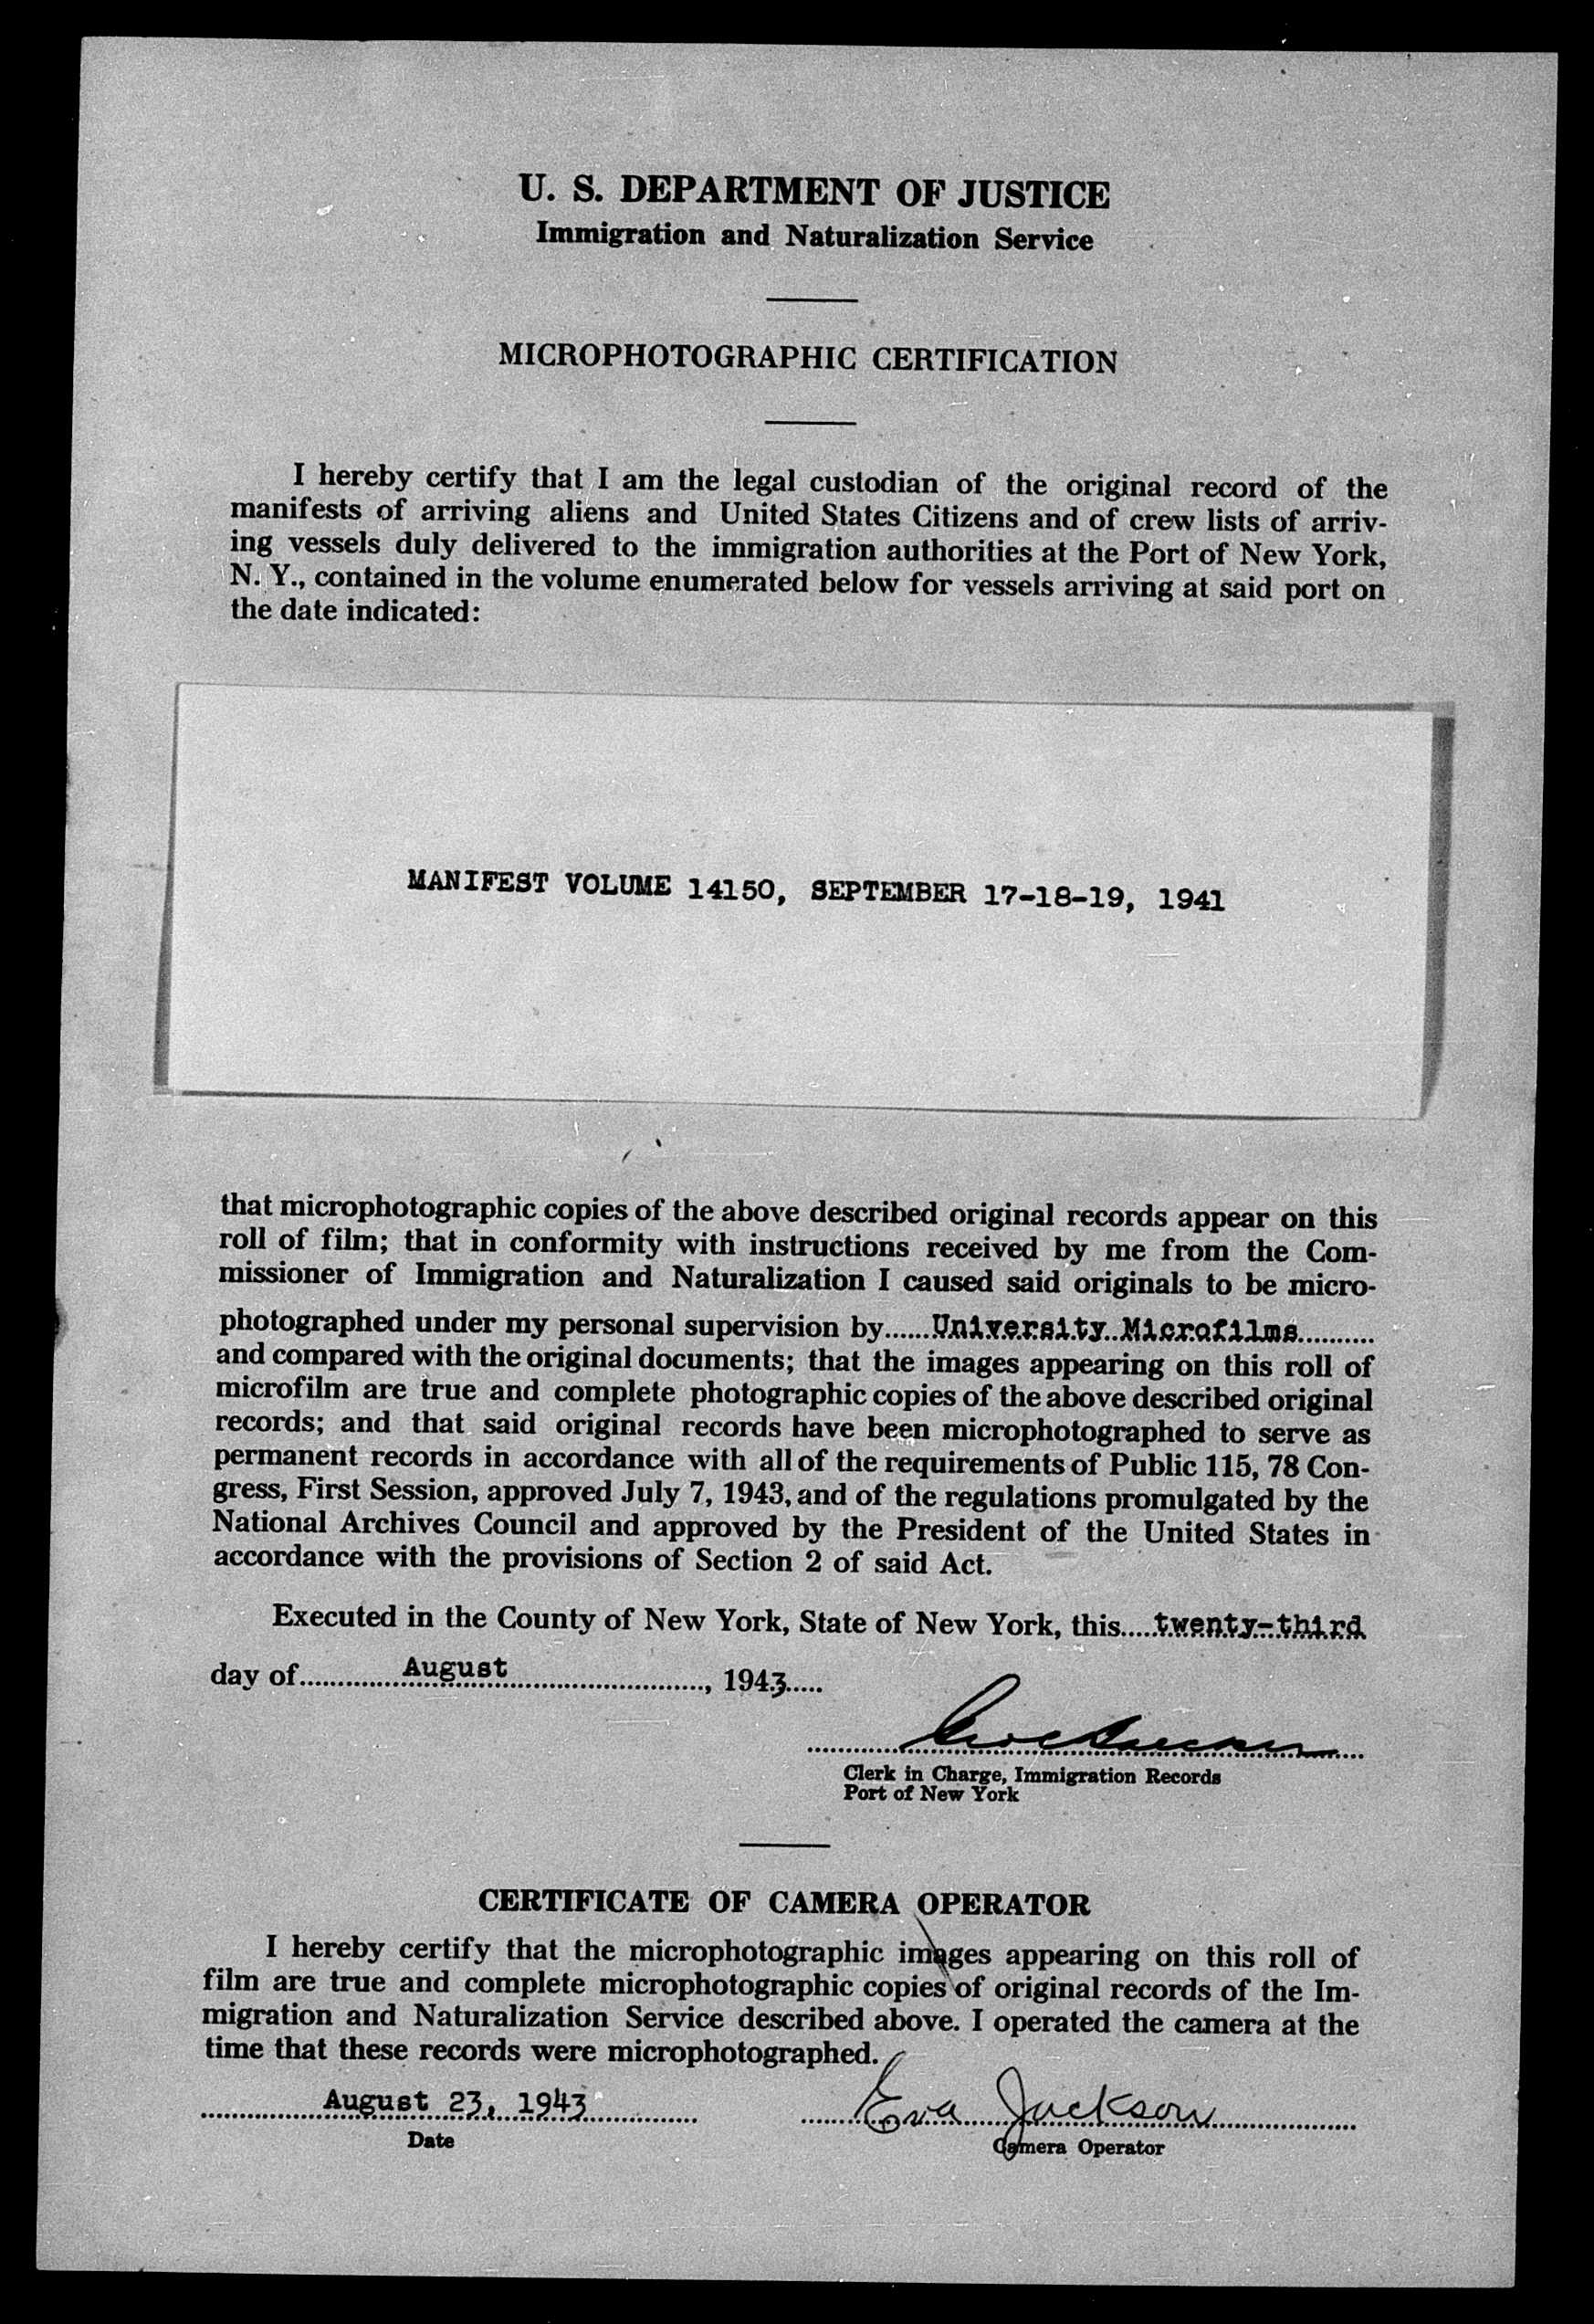 U. S. DEPARTMENT OF JUSTICE
Immigration and Naturalization Service
MICROPHOTOGRAPHIC CERTIFICATION
I hereby certify that I am the legal custodian of the original record of the
manifests of arriving aliens and United States Citizens and of crew lists of arriv-
ing vessels duly delivered to the immigration authorities at the Port of New York,
N. Y., contained in the volume enumerated below for vessels arriving at said port on
the date indicated:
MANIFEST VOLUME 14150, SEPTEMBER 17-18-19, 1941
that microphotographic copies of the above described original records appear on this
roll of film; that in conformity with instructions received by me from the Com-
missioner of Immigration and Naturalization I caused said originals to be micro-
photographed under my personal supervision by......University Microfilms..........
and compared with the original documents; that the images appearing on this roll of
microfilm are true and complete photographic copies of the above described original
records; and that said original records have been microphotographed to serve as
permanent records in accordance with all of the requirements of Public 115, 78 Con-
gress, First Session, approved July 7, 1943, and of the regulations promulgated by the
National Archives Council and approved by the President of the United States in
accordance with the provisions of Section 2 of said Act.
Executed in the County of New York, State of New York, this.....twenty-third
day of.............August..........................., 1943.....
Clerk in Charge, Immigration Records
Port of New York
CERTIFICATE OF CAMERA OPERATOR
I hereby certify that the microphotographic images appearing on this roll of
film are true and complete microphotographic copies of original records of the Im-
migration and Naturalization Service described above. I operated the camera at the
time that these records were microphotographed.
August 23, 1943 Eva Jackson
Date Camera Operator